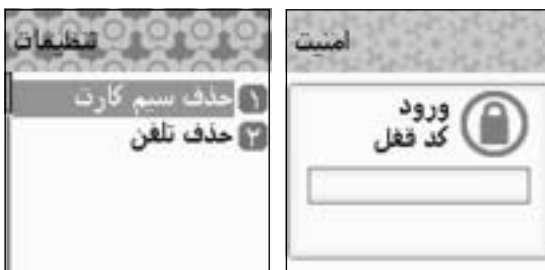 امنیت
ورود
کد قفل
تنظیمات
۱ حذف سیم کارت
۲ حذف تلفن